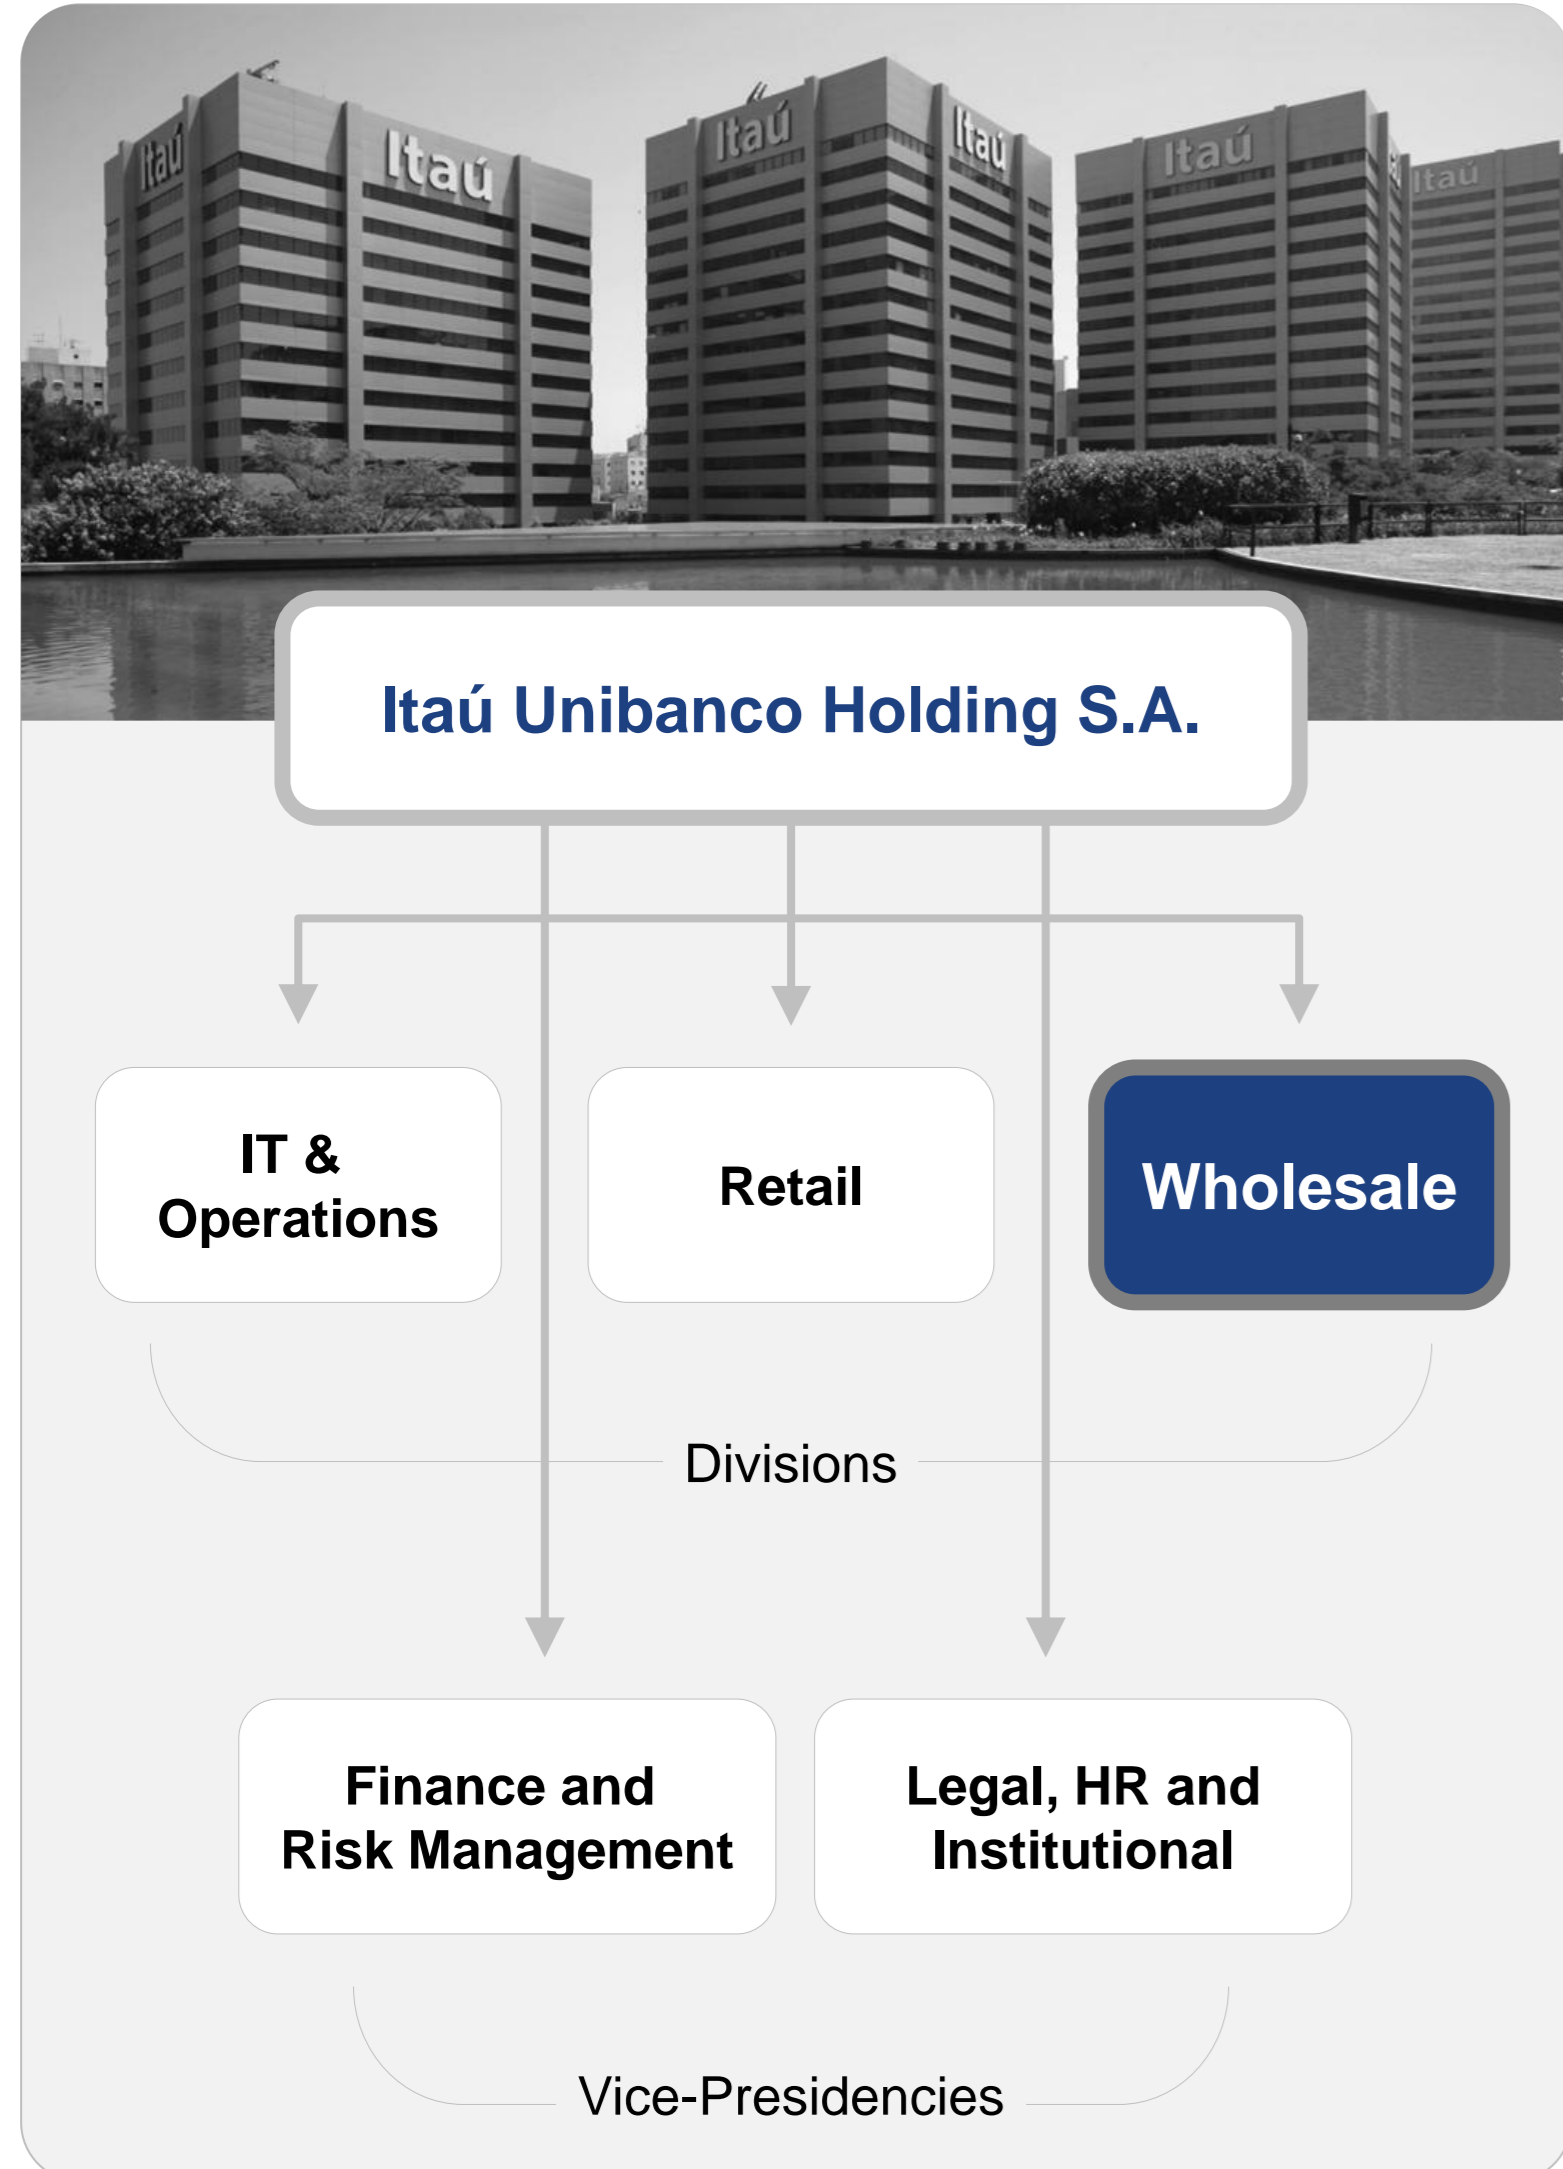 Itaú
Itaú
Itaú
Itaú
Itaú
Itaú
Itaú Unibanco Holding S.A.
IT &
Operations
Retail
Wholesale
Divisions
Finance and
Risk Management
Legal, HR and
Institutional
Vice-Presidencies